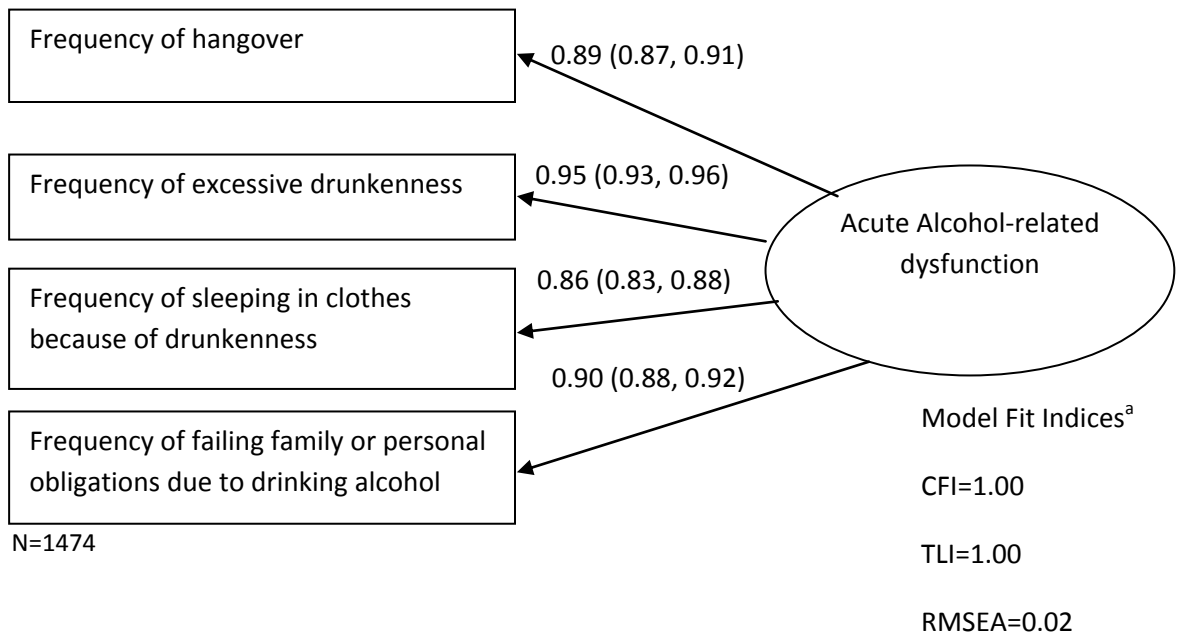 Frequency of hangover
0.89 (0.87, 0.91)
Frequency of excessive drunkenness
0.95 (0.93, 0.96)
Acute Alcohol-related
dysfunction
Frequency of sleeping in clothes
because of drunkenness
0.86 (0.83, 0.88)
0.90 (0.88, 0.92)
Frequency of failing family or personal
obligations due to drinking alcohol
N=1474
Model Fit Indicesᵃ
CFI=1.00
TLI=1.00
RMSEA=0.02